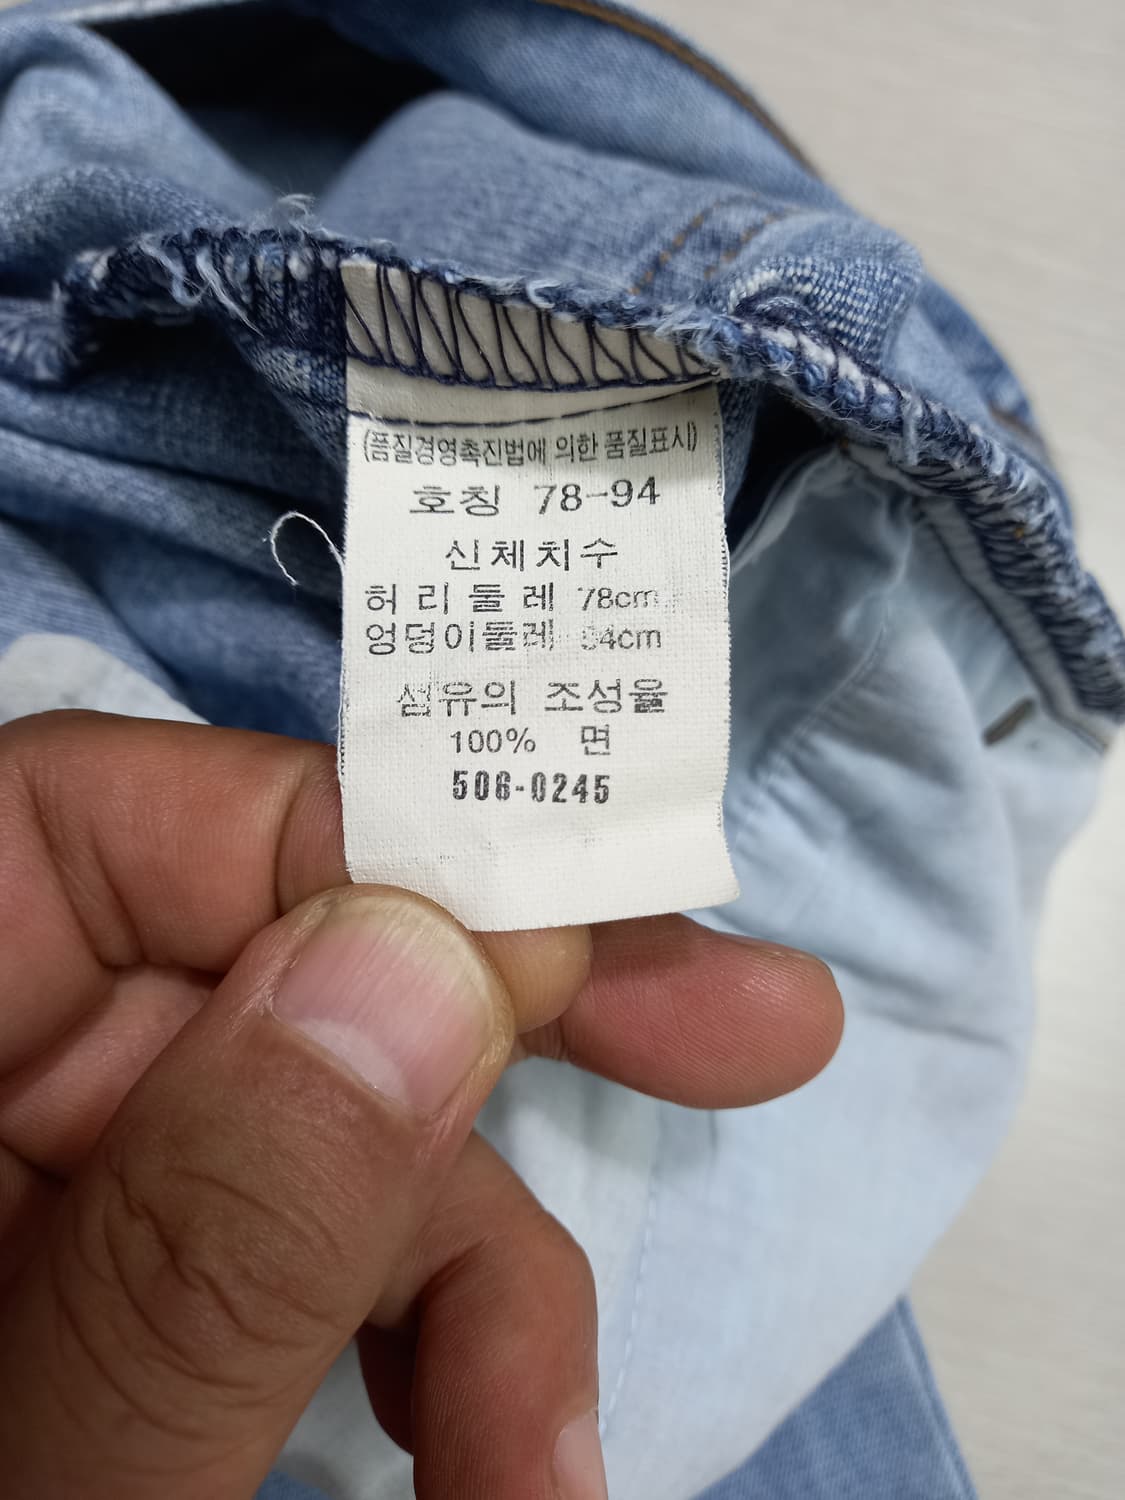 (품질경영촉진법에 의한 품질표시)
호칭 78-94
신체치수
허리둘레 78cm
엉덩이둘레 94cm
섬유의 조성율
100% 면
506-0245